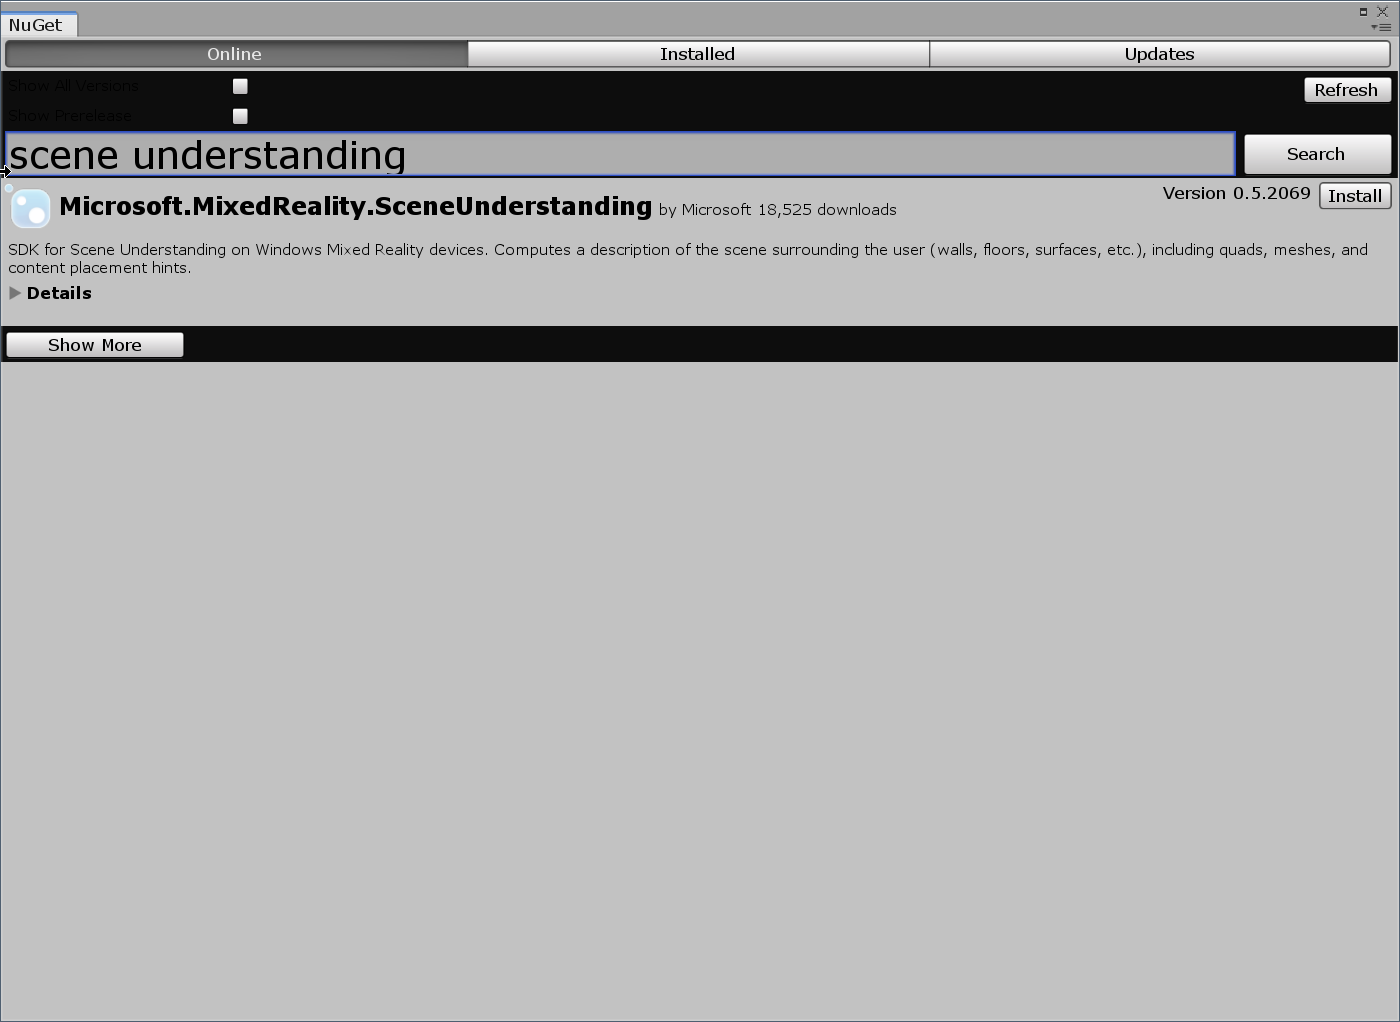 NuGet
Online Installed Updates
Show All Versions
Refresh
Show Prerelease
scene understanding
Search
Microsoft.MixedReality.SceneUnderstanding by Microsoft 18,525 downloads
Version 0.5.2069
Install
SDK for Scene Understanding on Windows Mixed Reality devices. Computes a description of the scene surrounding the user (walls, floors, surfaces, etc.), including quads, meshes, and
content placement hints.
Details
Show More